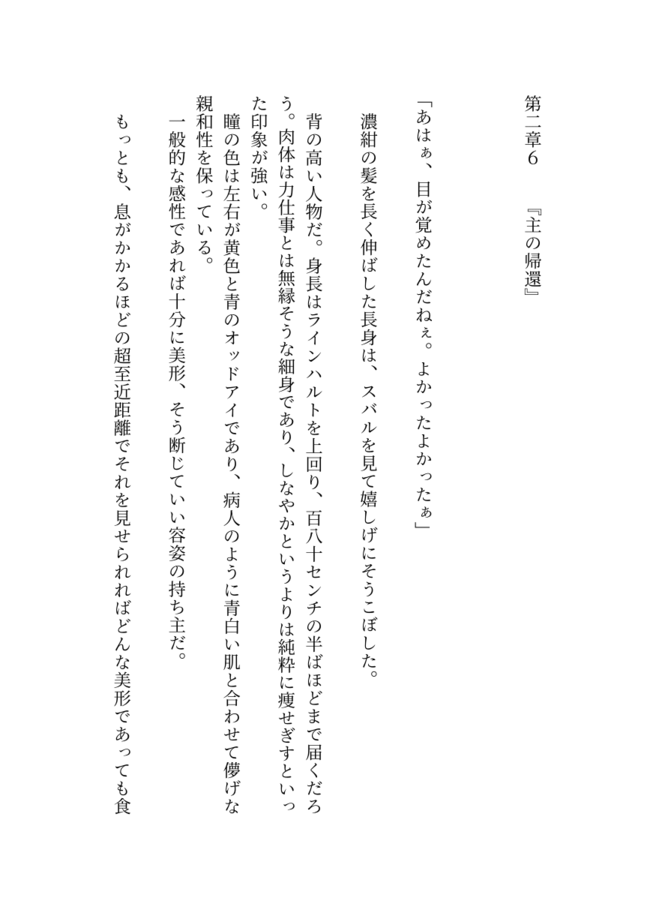 第二章６　　『主の帰還』
「あはぁ、目が覚めたんだねぇ。よかったよかったぁ」
　濃紺の髪を長く伸ばした長身は、スバルを見て嬉しげにそうこぼした。
　背の高い人物だ。身長はラインハルトを上回り、百八十センチの半ばほどまで届くだろ
う。肉体は力仕事とは無縁そうな細身であり、しなやかというよりは純粋に痩せぎすといっ
た印象が強い。
　瞳の色は左右が黄色と青のオッドアイであり、病人のように青白い肌と合わせて儚げな
親和性を保っている。
　一般的な感性であれば十分に美形、そう断じていい容姿の持ち主だ。
　もっとも、息がかかるほどの超至近距離でそれを見せられればどんな美形であっても食